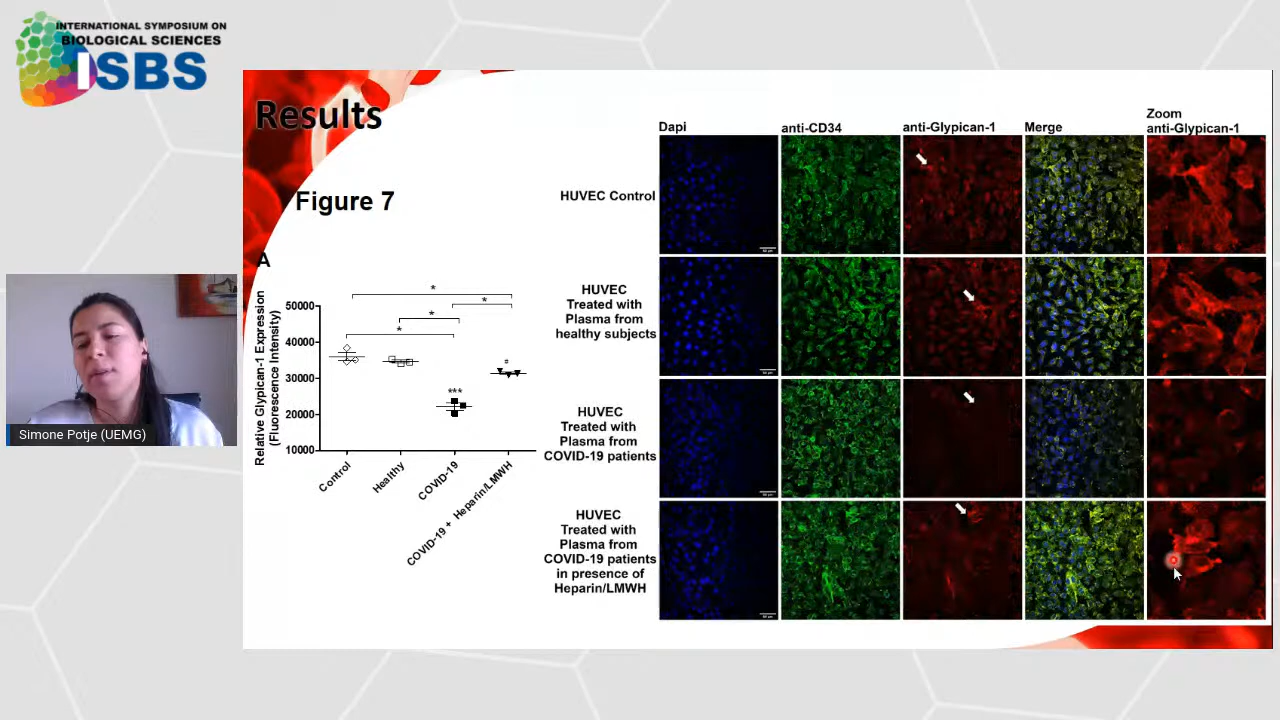 INTERNATIONAL SYMPOSIUM ON
BIOLOGICAL SCIENCES
ISBS
Results
Figure 7
A
Relative Glypican-1 Expression
(Fluorescence Intensity)
50000
40000
30000
20000
10000
*
*
*
*
***
#
Control
Healthy
COVID-19
COVID-19 + Heparin/LMWH
Dapi
anti-CD34
anti-Glypican-1
Merge
Zoom
anti-Glypican-1
HUVEC Control
HUVEC
Treated with
Plasma from
healthy subjects
HUVEC
Treated with
Plasma from
COVID-19 patients
HUVEC
Treated with
Plasma from
COVID-19 patients
in presence of
Heparin/LMWH
Simone Potje (UEMG)